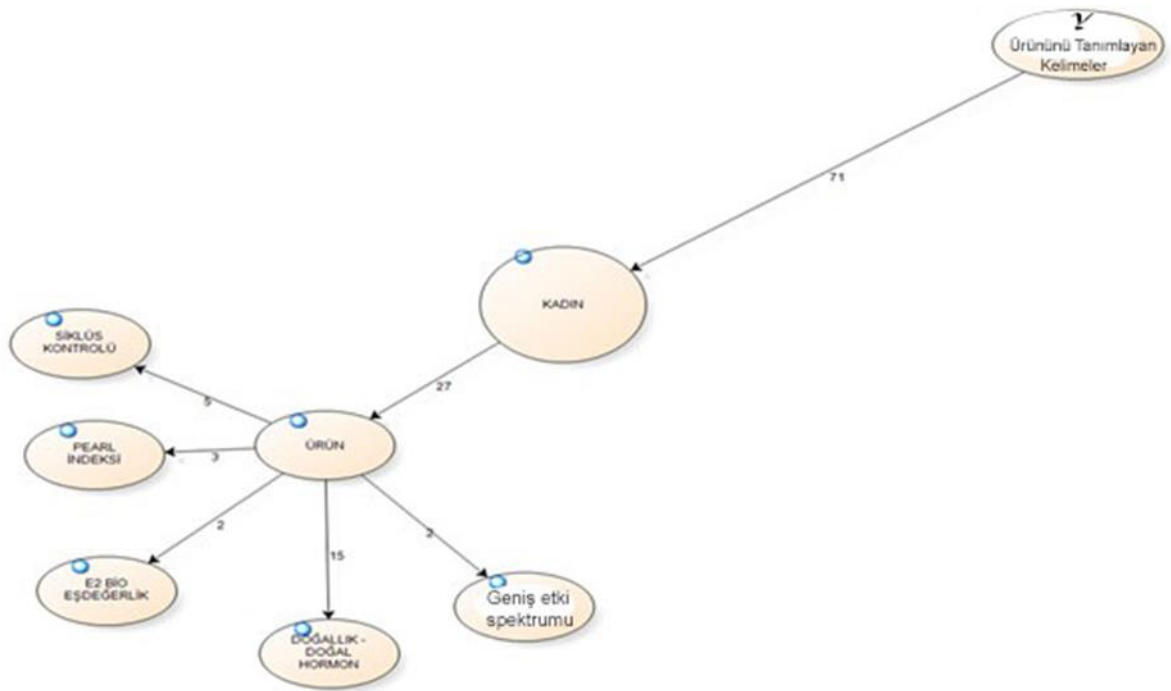 Y
Ürününü Tanımlayan
Kelimeler
71
KADIN
27
SİKLÜS
KONTROLÜ
5
ÜRÜN
PEARL
İNDEKSİ
3
2
15
2
E2 BİO
EŞDEĞERLİK
Geniş etki
spektrumu
DOĞALLIK -
DOĞAL
HORMON